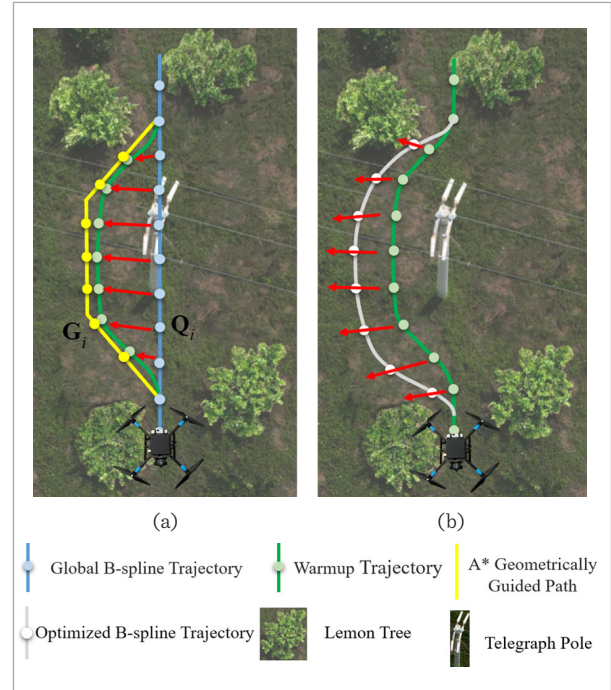 G_i
Q_i
(a)
(b)
Global B-spline Trajectory
Warmup Trajectory
A* Geometrically
Guided Path
Optimized B-spline Trajectory
Lemon Tree
Telegraph Pole